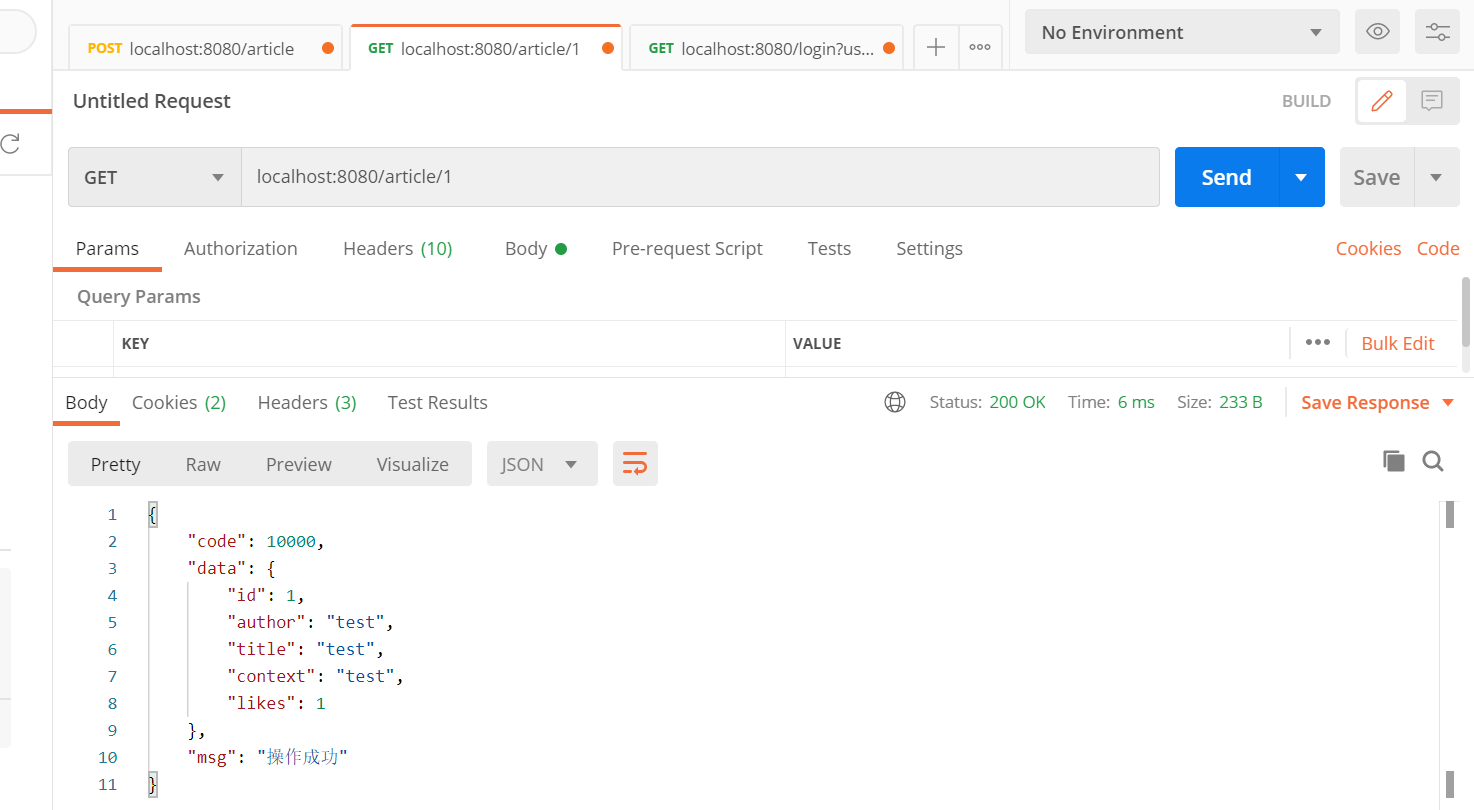 POST localhost:8080/article GET localhost:8080/article/1 GET localhost:8080/login?us... No Environment
Untitled Request BUILD
GET localhost:8080/article/1 Send Save
Params Authorization Headers (10) Body Pre-request Script Tests Settings Cookies Code
Query Params
KEY VALUE Bulk Edit
Body Cookies (2) Headers (3) Test Results Status: 200 OK Time: 6 ms Size: 233 B Save Response
Pretty Raw Preview Visualize JSON
1 {
2 "code": 10000,
3 "data": {
4 "id": 1,
5 "author": "test",
6 "title": "test",
7 "context": "test",
8 "likes": 1
9 },
10 "msg": "操作成功"
11 }